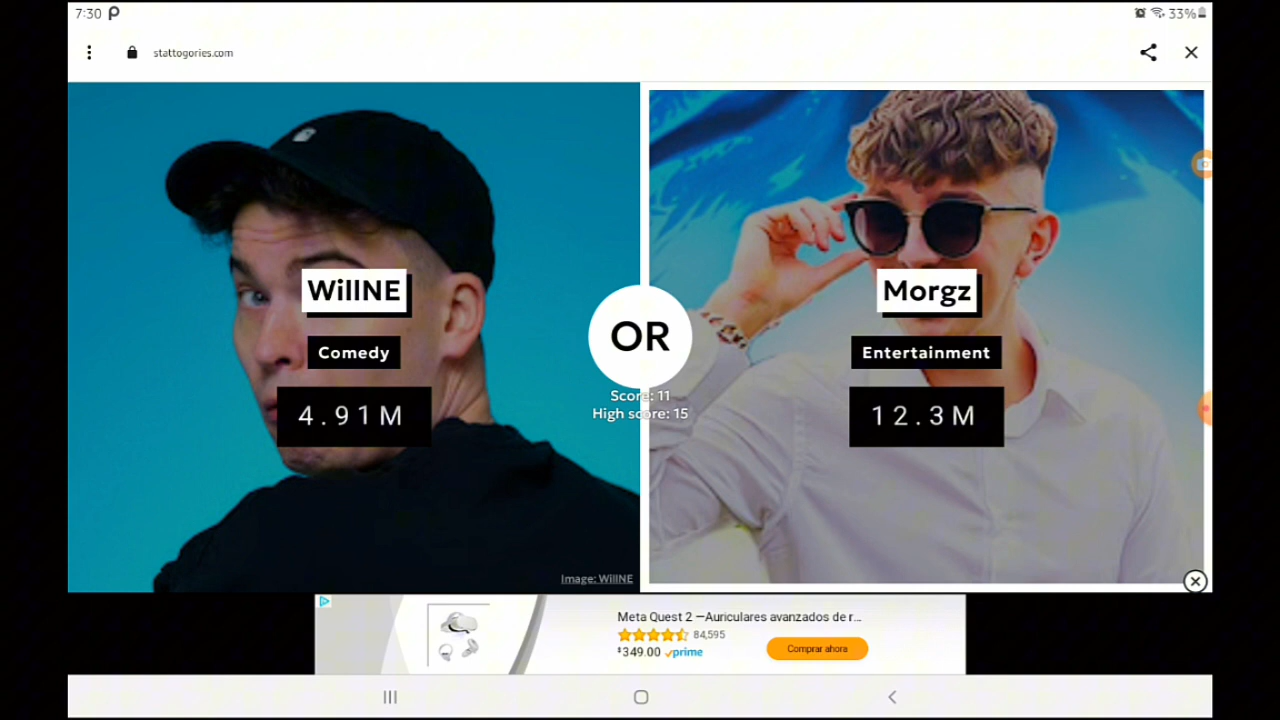 7:30
33%
stattogories.com
WillNE
Comedy
4.91M
OR
Score: 11
High score: 15
Morgz
Entertainment
12.3M
Image: WillNE
Meta Quest 2 —Auriculares avanzados de r...
84,595
$349.00 prime
Comprar ahora